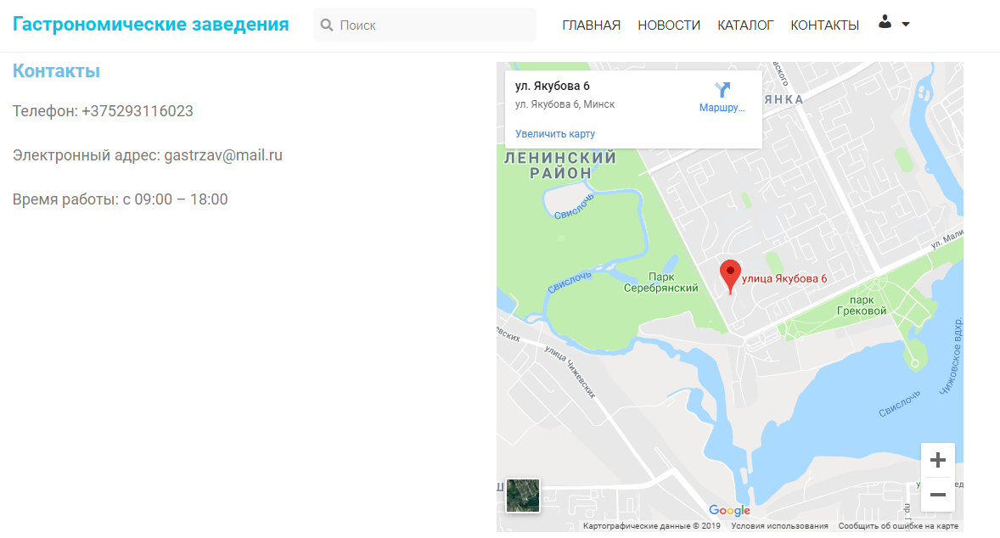 Гастрономические заведения
Поиск
ГЛАВНАЯ НОВОСТИ КАТАЛОГ КОНТАКТЫ
Контакты
Телефон: +375293116023
Электронный адрес: gastrzav@mail.ru
Время работы: с 09:00 – 18:00
ул. Якубова 6
ул. Якубова 6, Минск
Маршру...
Увеличить карту
ЯНКА
ЛЕНИНСКИЙ
РАЙОН
Свислочь
ул. Мали
Свислочь
Парк
Серебрянский
улица Якубова 6
парк
Грековой
улица Чижевских
Чижовское вдхр.
Свислочь
Google
Картографические данные © 2019 Условия использования Сообщить об ошибке на карте